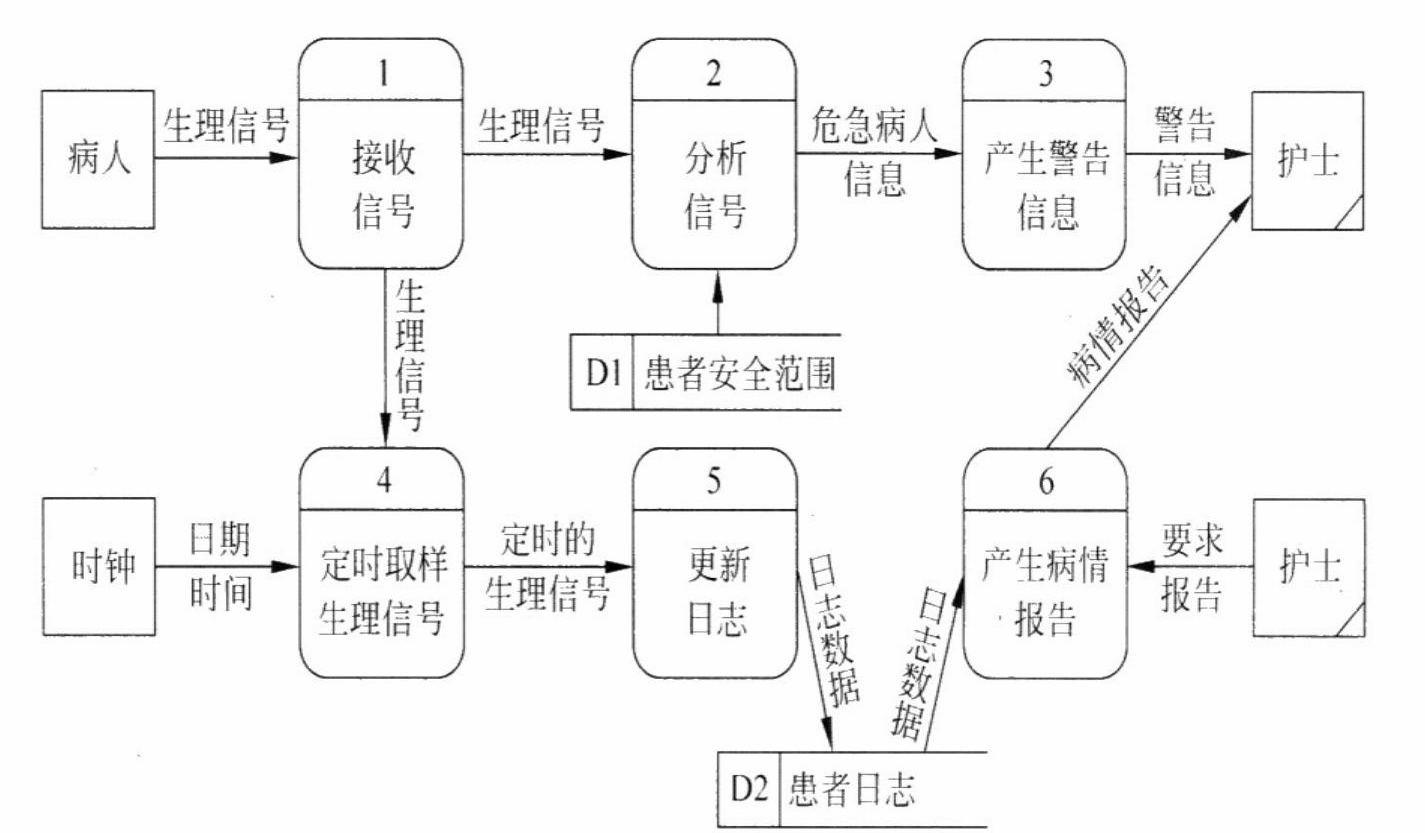 病人
生理信号
1
接收
信号
生理信号
2
分析
信号
危急病人
信息
3
产生警告
信息
警告
信息
护士
生理信号
D1
患者安全范围
病情报告
时钟
日期
时间
4
定时取样
生理信号
定时的
生理信号
5
更新
日志
日志数据
日志数据
6
产生病情
报告
要求
报告
护士
D2
患者日志